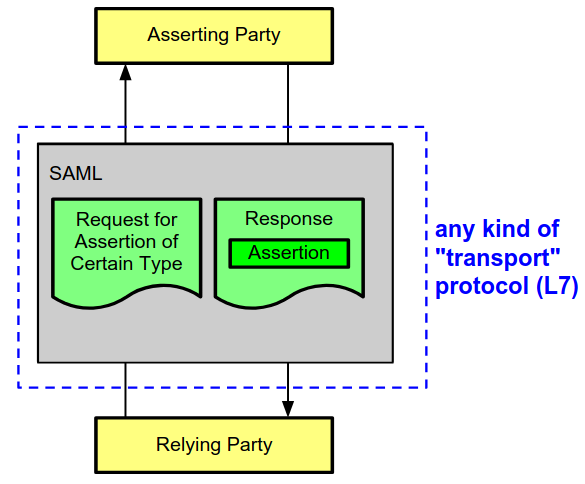 Asserting Party
SAML
Request for
Assertion of
Certain Type
Response
Assertion
any kind of
"transport"
protocol (L7)
Relying Party